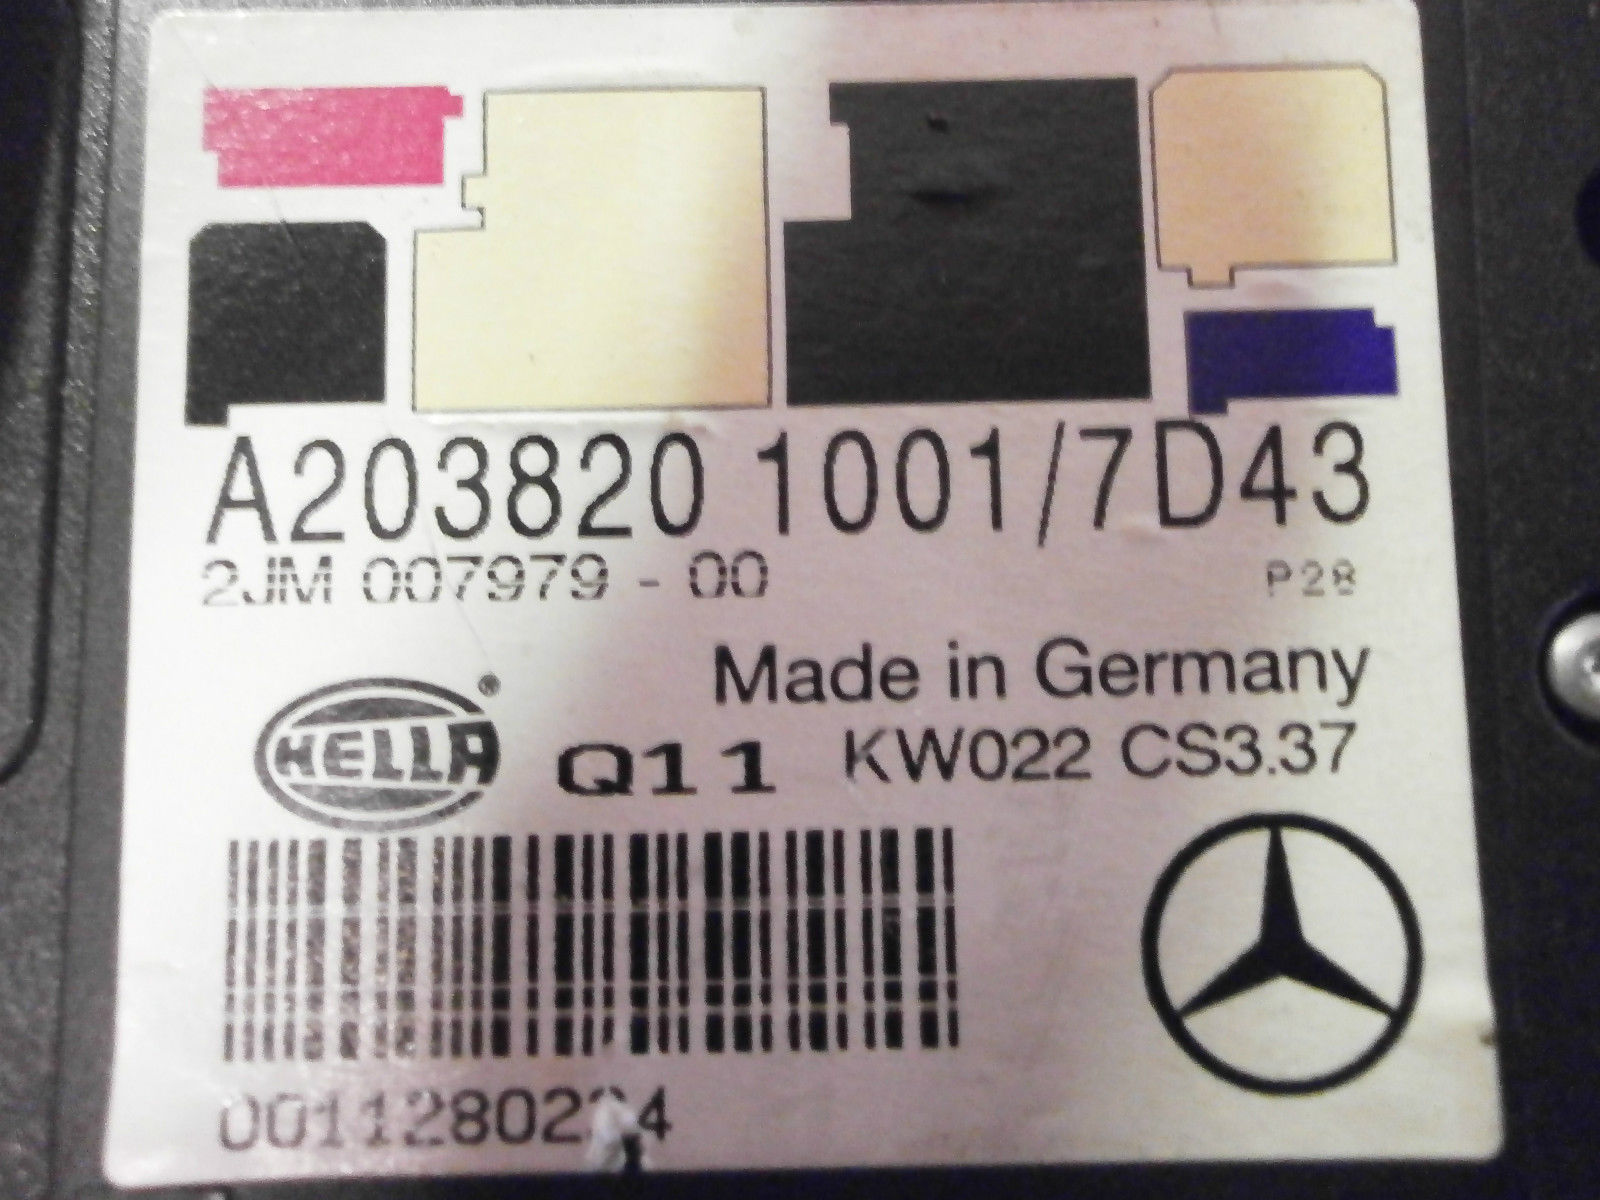 A203820 1001/7D43
2JM 007979 - 00 P28
Made in Germany
HELLA® Q11 KW022 CS3.37